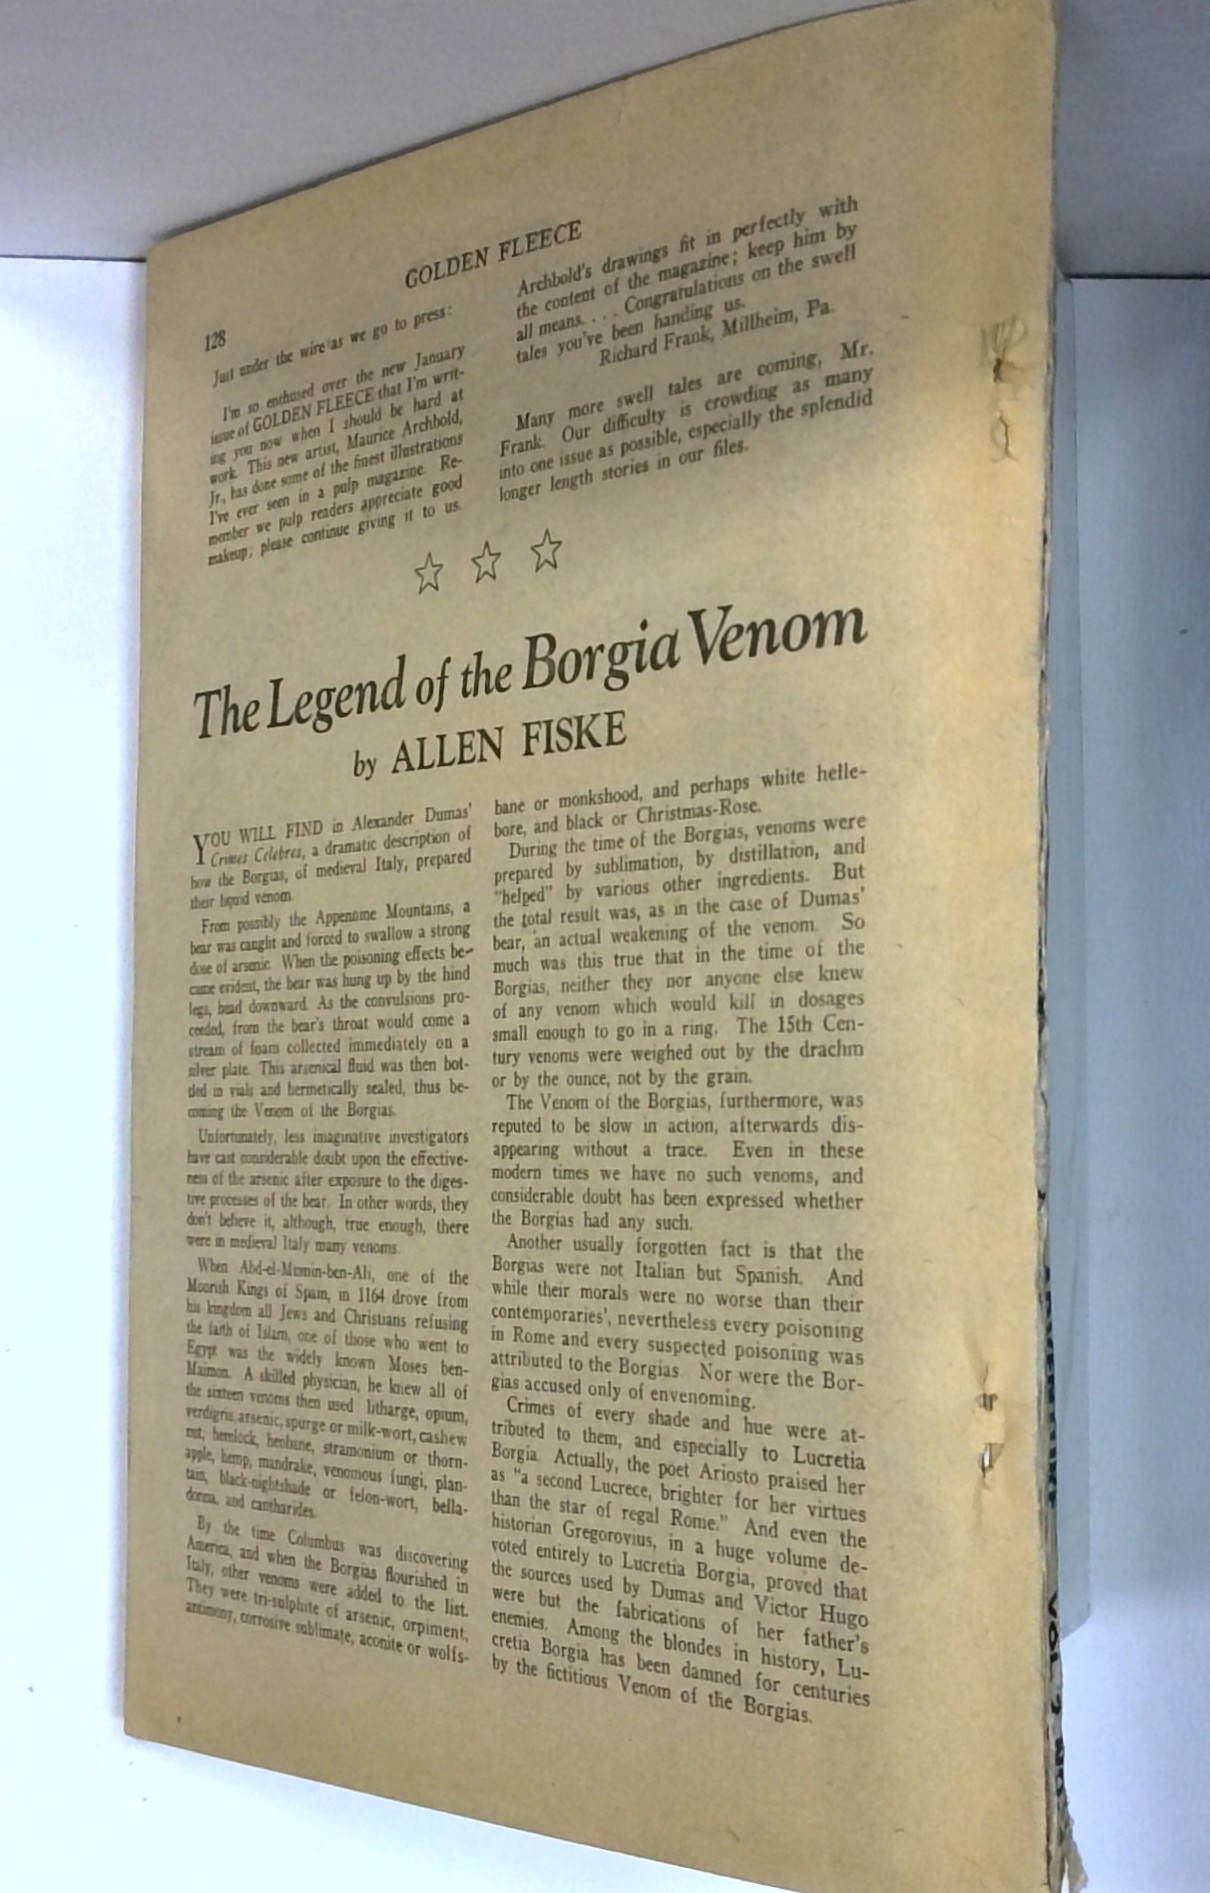 GOLDEN FLEECE
128
Just under the wire as we go to press:
I'm so enthused over the new January
issue of GOLDEN FLEECE that I'm writ-
ing you now when I should be hard at
work. This new artist, Maurice Archbold,
Jr., has done some of the finest illustrations
I've ever seen in a pulp magazine. Re-
member we pulp readers appreciate good
makeup; please continue giving it to us.
Archbold's drawings fit in perfectly with
the content of the magazine; keep him by
all means. . . . Congratulations on the swell
tales you've been handing us.
Richard Frank, Millheim, Pa.
Many more swell tales are coming, Mr.
Frank. Our difficulty is crowding as many
into one issue as possible, especially the splendid
longer length stories in our files.
The Legend of the Borgia Venom
by ALLEN FISKE
YOU WILL FIND in Alexander Dumas'
Crimes Celebres, a dramatic description of
how the Borgias, of medieval Italy, prepared
their liquid venom.
From possibly the Appenome Mountains, a
bear was caught and forced to swallow a strong
dose of arsenic. When the poisoning effects be-
came evident, the bear was hung up by the hind
legs, head downward. As the convulsions pro-
ceeded, from the bear's throat would come a
stream of foam collected immediately on a
silver plate. This arsenical fluid was then bot-
tled in vials and hermetically sealed, thus be-
coming the Venom of the Borgias.
Unfortunately, less imaginative investigators
have cast considerable doubt upon the effective-
ness of the arsenic after exposure to the diges-
tive processes of the bear. In other words, they
don't believe it, although, true enough, there
were in medieval Italy many venoms.
When Abd-el-Mumin-ben-Ali, one of the
Moorish Kings of Spain, in 1164 drove from
his kingdom all Jews and Christians refusing
the faith of Islam, one of those who went to
Egypt was the widely known Moses ben-
Maimon. A skilled physician, he knew all of
the sixteen venoms then used: litharge, opium,
verdigris, arsenic, spurge or milk-wort, cashew
nut, hemlock, henbane, stramonium or thorn-
apple, hemp, mandrake, venomous fungi, plan-
tain, black-nightshade or felon-wort, bella-
donna, and cantharides.
By the time Columbus was discovering
America, and when the Borgias flourished in
Italy, other venoms were added to the list.
They were tri-sulphite of arsenic, orpiment,
antimony, corrosive sublimate, aconite or wolfs-
bane or monkshood, and perhaps white helle-
bore, and black or Christmas-Rose.
During the time of the Borgias, venoms were
prepared by sublimation, by distillation, and
"helped" by various other ingredients. But
the total result was, as in the case of Dumas'
bear, an actual weakening of the venom. So
much was this true that in the time of the
Borgias, neither they nor anyone else knew
of any venom which would kill in dosages
small enough to go in a ring. The 15th Cen-
tury venoms were weighed out by the drachm
or by the ounce, not by the grain.
The Venom of the Borgias, furthermore, was
reputed to be slow in action, afterwards dis-
appearing without a trace. Even in these
modern times we have no such venoms, and
considerable doubt has been expressed whether
the Borgias had any such.
Another usually forgotten fact is that the
Borgias were not Italian but Spanish. And
while their morals were no worse than their
contemporaries', nevertheless every poisoning
in Rome and every suspected poisoning was
attributed to the Borgias. Nor were the Bor-
gias accused only of envenoming.
Crimes of every shade and hue were at-
tributed to them, and especially to Lucretia
Borgia. Actually, the poet Ariosto praised her
as "a second Lucrece, brighter for her virtues
than the star of regal Rome." And even the
historian Gregorovius, in a huge volume de-
voted entirely to Lucretia Borgia, proved that
the sources used by Dumas and Victor Hugo
were but the fabrications of her father's
enemies. Among the blondes in history, Lu-
cretia Borgia has been damned for centuries
by the fictitious Venom of the Borgias.